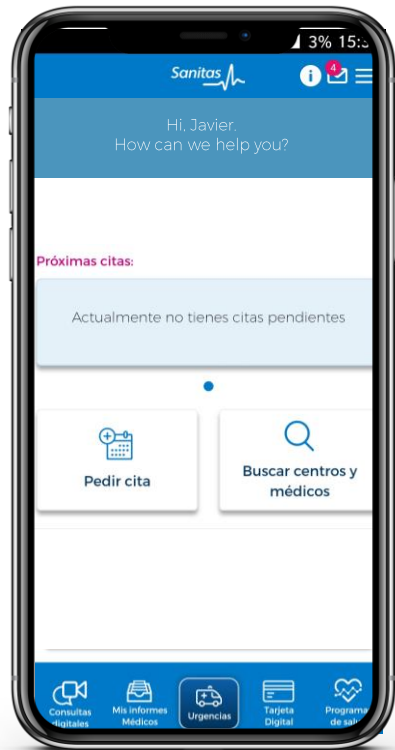 3% 15:
Sanitas
i 4
Hi, Javier.
How can we help you?
Próximas citas:
Actualmente no tienes citas pendientes
Pedir cita
Buscar centros y
médicos
Consultas
digitales
Mis informes
Médicos
Urgencias
Tarjeta
Digital
Programa
de